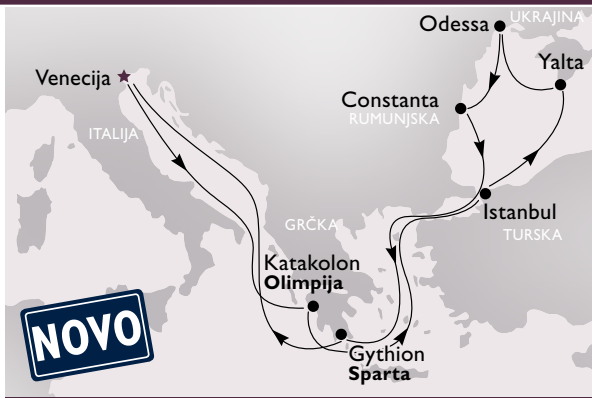 Odessa
UKRAJINA
Venecija
Yalta
Constanta
RUMUNJSKA
ITALIJA
Istanbul
GRČKA
TURSKA
Katakolon
Olimpija
NOVO
Gythion
Sparta